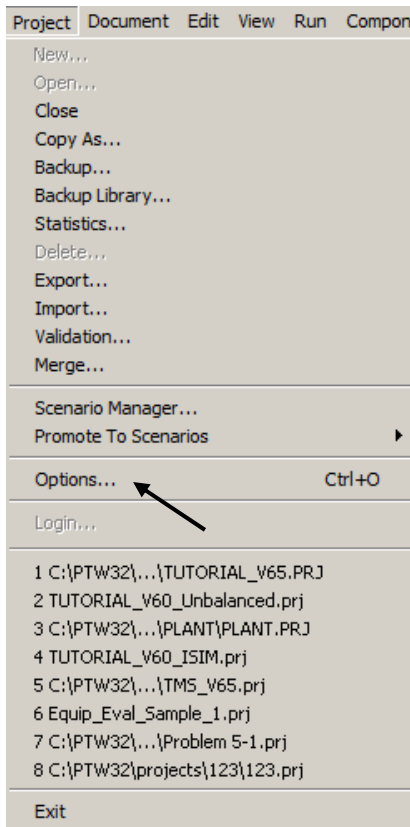 Project Document Edit View Run Compon
New...
Open...
Close
Copy As...
Backup...
Backup Library...
Statistics...
Delete...
Export...
Import...
Validation...
Merge...
Scenario Manager...
Promote To Scenarios
Options... Ctrl+O
Login...
1 C:\PTW32\...\TUTORIAL_V65.PRJ
2 TUTORIAL_V60_Unbalanced.prj
3 C:\PTW32\...\PLANT\PLANT.PRJ
4 TUTORIAL_V60_ISIM.prj
5 C:\PTW32\...\TMS_V65.prj
6 Equip_Eval_Sample_1.prj
7 C:\PTW32\...\Problem 5-1.prj
8 C:\PTW32\projects\123\123.prj
Exit